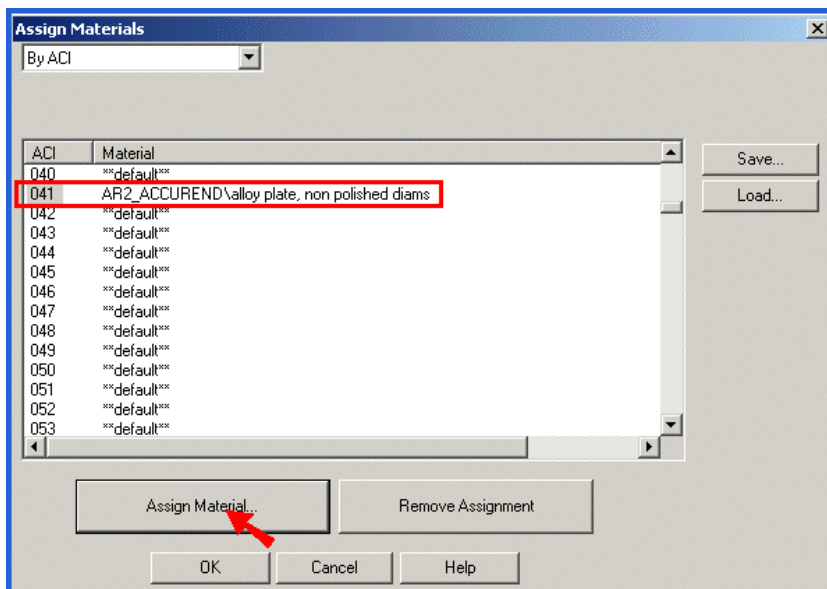 Assign Materials
By ACI
ACI Material
040 **default**
041 AR2_ACCUREND\alloy plate, non polished diams
042 **default**
043 **default**
044 **default**
045 **default**
046 **default**
047 **default**
048 **default**
049 **default**
050 **default**
051 **default**
052 **default**
053 **default**
Save...
Load...
Assign Material... Remove Assignment
OK Cancel Help